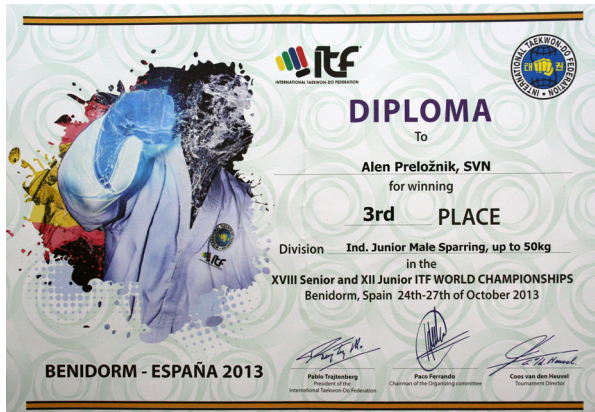 ITF
INTERNATIONAL TAEKWON-DO FEDERATION
INTERNATIONAL TAEKWON-DO FEDERATION
태권
DIPLOMA
To
Alen Preložnik, SVN
for winning
3rd PLACE
Division Ind. Junior Male Sparring, up to 50kg
in the
XVIII Senior and XII Junior ITF WORLD CHAMPIONSHIPS
Benidorm, Spain 24th-27th of October 2013
itf
BENIDORM - ESPAÑA 2013
Pablo Trajtenberg
President of the
International Taekwon-Do Federation
Paco Ferrando
Chairman of the Organizing committee
Coos van den Heuvel
Tournament Director